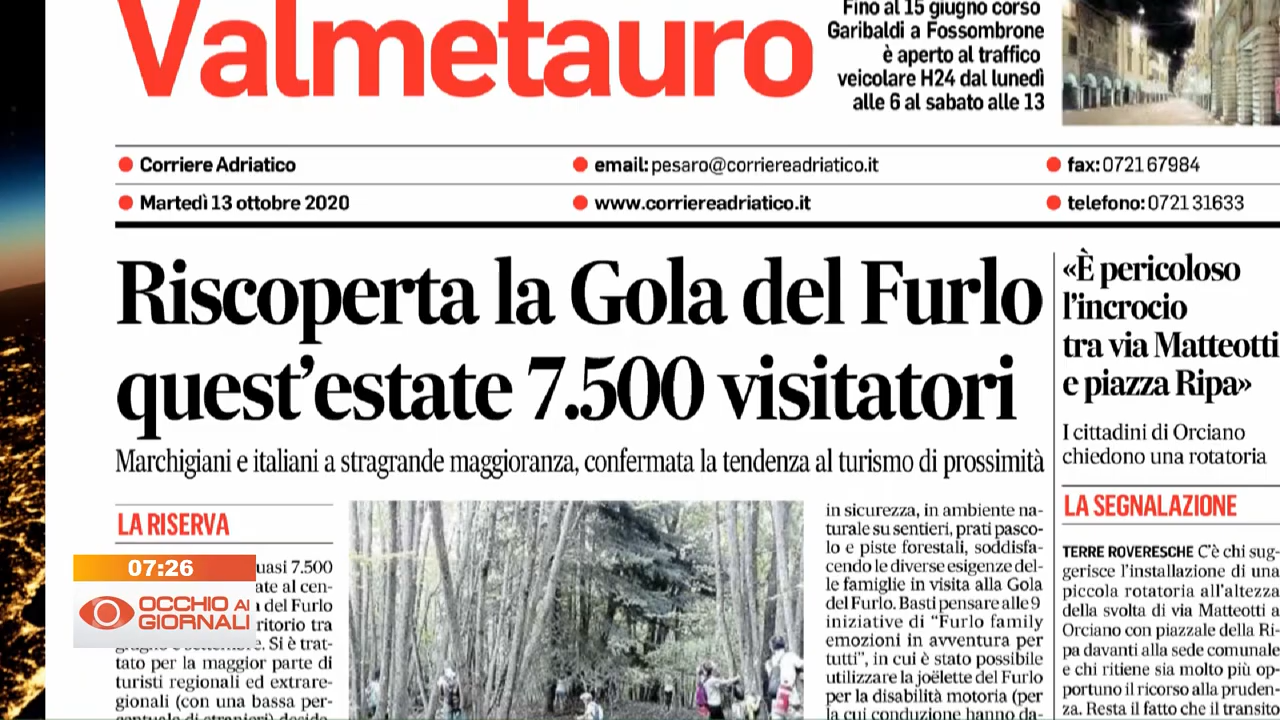 Valmetauro
Fino al 15 giugno corso
Garibaldi a Fossombrone
è aperto al traffico
veicolare H24 dal lunedì
alle 6 al sabato alle 13
Corriere Adriatico
email: pesaro@corriereadriatico.it
fax: 0721 67984
Martedì 13 ottobre 2020
www.corriereadriatico.it
telefono: 0721 31633
Riscoperta la Gola del Furlo
quest'estate 7.500 visitatori
Marchigiani e italiani a stragrande maggioranza, confermata la tendenza al turismo di prossimità
LA RISERVA
7.500
al cen-
del Furlo
tra
Si è trat-
tato per la maggior parte di
turisti regionali ed extrare-
gionali (con una bassa per-
in sicurezza, in ambiente na-
turale su sentieri, prati pasco-
lo e piste forestali, soddisfa-
cendo le diverse esigenze del-
le famiglie in visita alla Gola
del Furlo. Basti pensare alle 9
iniziative di “Furlo family
emozioni in avventura per
tutti”, in cui è stato possibile
utilizzare la joëlette del Furlo
per la disabilità motoria (per
la cui conduzione hanno da-
«È pericoloso
l'incrocio
tra via Matteotti
e piazza Ripa»
I cittadini di Orciano
chiedono una rotatoria
LA SEGNALAZIONE
TERRE ROVERESCHE C'è chi sug-
gerisce l'installazione di una
piccola rotatoria all'altezza
della svolta di via Matteotti a
Orciano con piazzale della Ri-
pa davanti alla sede comunale
e chi ritiene sia molto più op-
portuno il ricorso alla pruden-
za. Resta il fatto che il transito
07:26
OCCHIO AI
GIORNALI